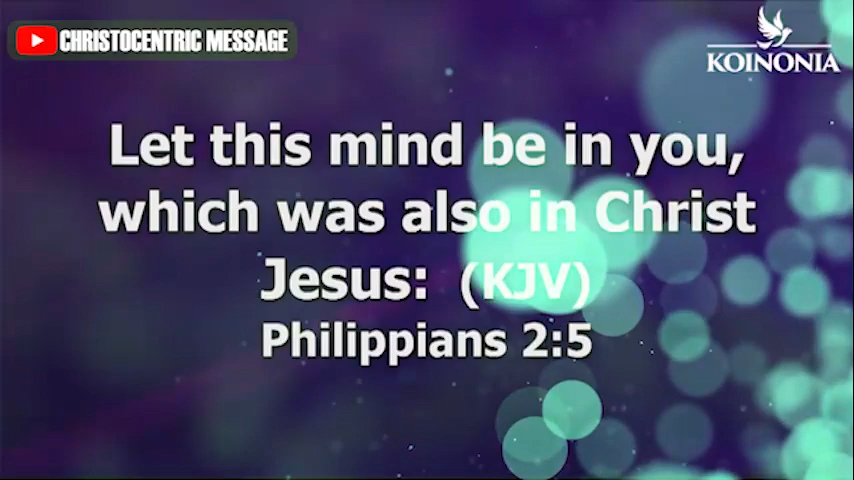 CHRISTOCENTRIC MESSAGE
KOINONIA
Let this mind be in you,
which was also in Christ
Jesus: (KJV)
Philippians 2:5